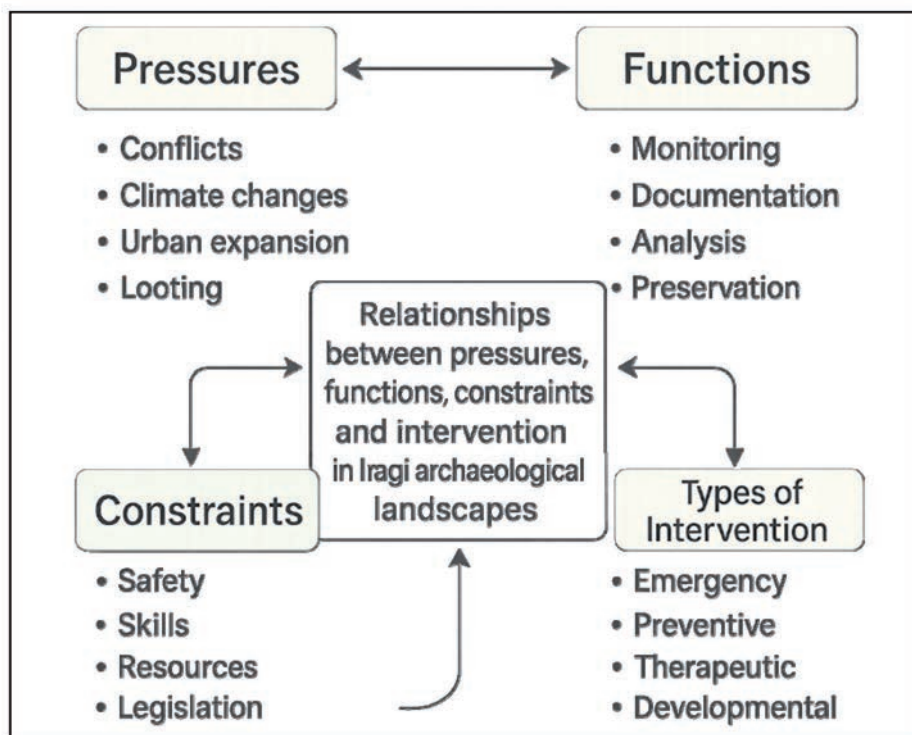 Pressures
Functions
• Conflicts
• Climate changes
• Urban expansion
• Looting
• Monitoring
• Documentation
• Analysis
• Preservation
Relationships
between pressures,
functions, constraints
and intervention
in Iragi archaeological
landscapes
Constraints
• Safety
• Skills
• Resources
• Legislation
Types of
Intervention
• Emergency
• Preventive
• Therapeutic
• Developmental